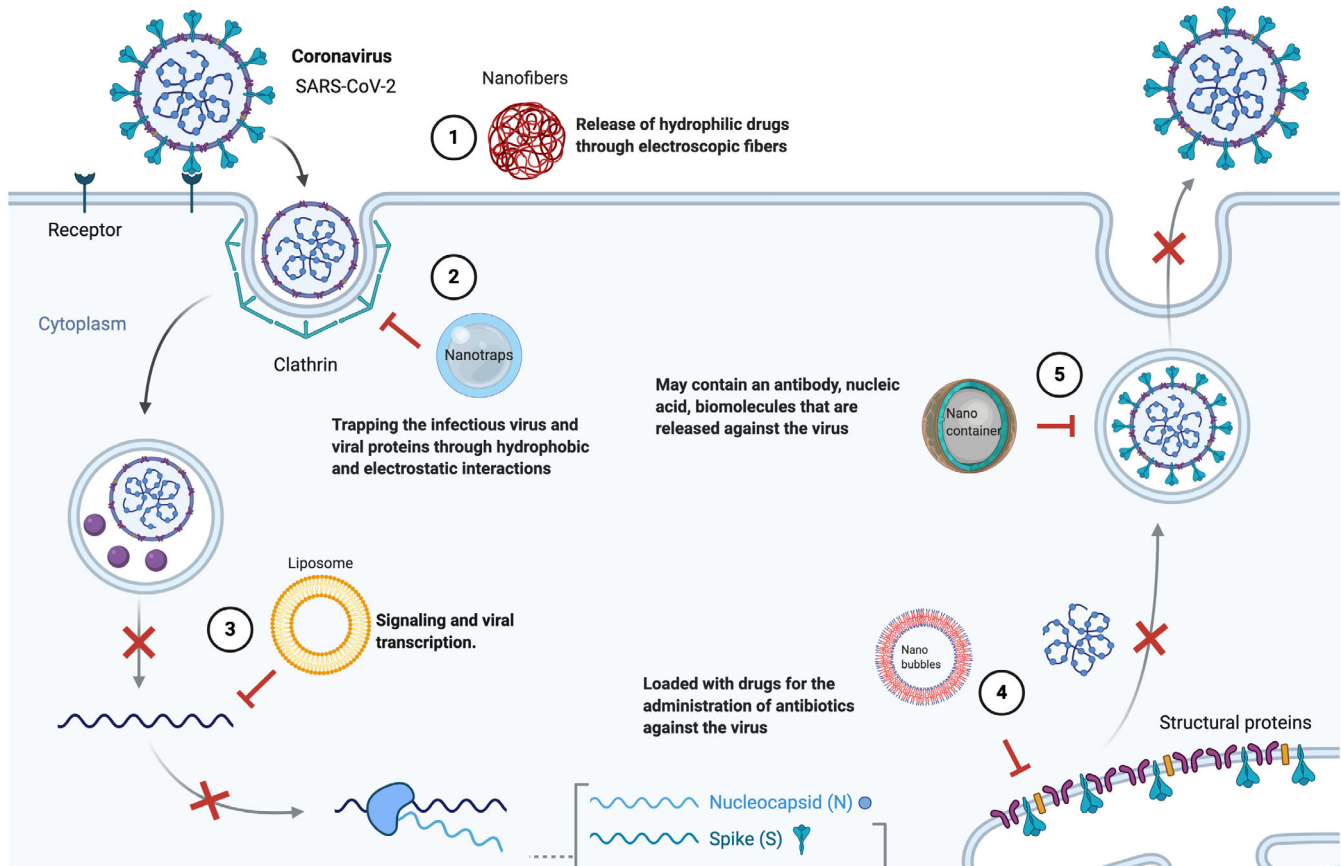 Coronavirus
SARS-CoV-2
Nanofibers
1
Release of hydrophilic drugs
through electroscopic fibers
Receptor
Cytoplasm
Clathrin
2
Nanotraps
Trapping the infectious virus and
viral proteins through hydrophobic
and electrostatic interactions
May contain an antibody, nucleic
acid, biomolecules that are
released against the virus
Nano
container
5
Liposome
3
Signaling and viral
transcription.
Nano
bubbles
4
Loaded with drugs for the
administration of antibiotics
against the virus
Structural proteins
Nucleocapsid (N)
Spike (S)